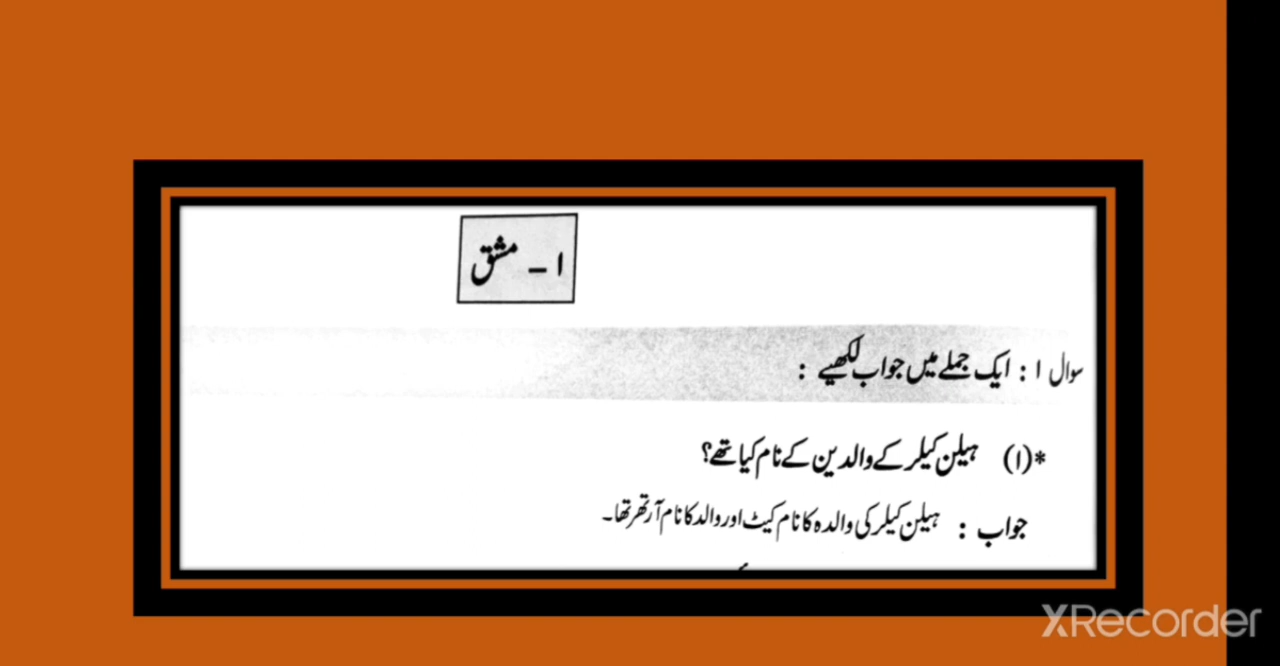 ۱ - مشق
سوال ۱ : ایک جملے میں جواب لکھیے :
*(۱) ہیلن کیلر کے والدین کے نام کیا تھے؟
جواب : ہیلن کیلر کی والدہ کا نام کیٹ اور والد کا نام آرتھر تھا۔
XRecorder